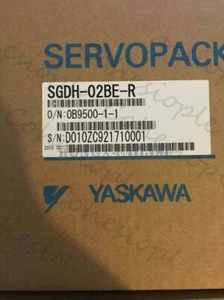 SERVOPACK
SGDH-02BE-R
O/N:0B9500-1-1
S/N:D010ZC921710001
YASKAWA